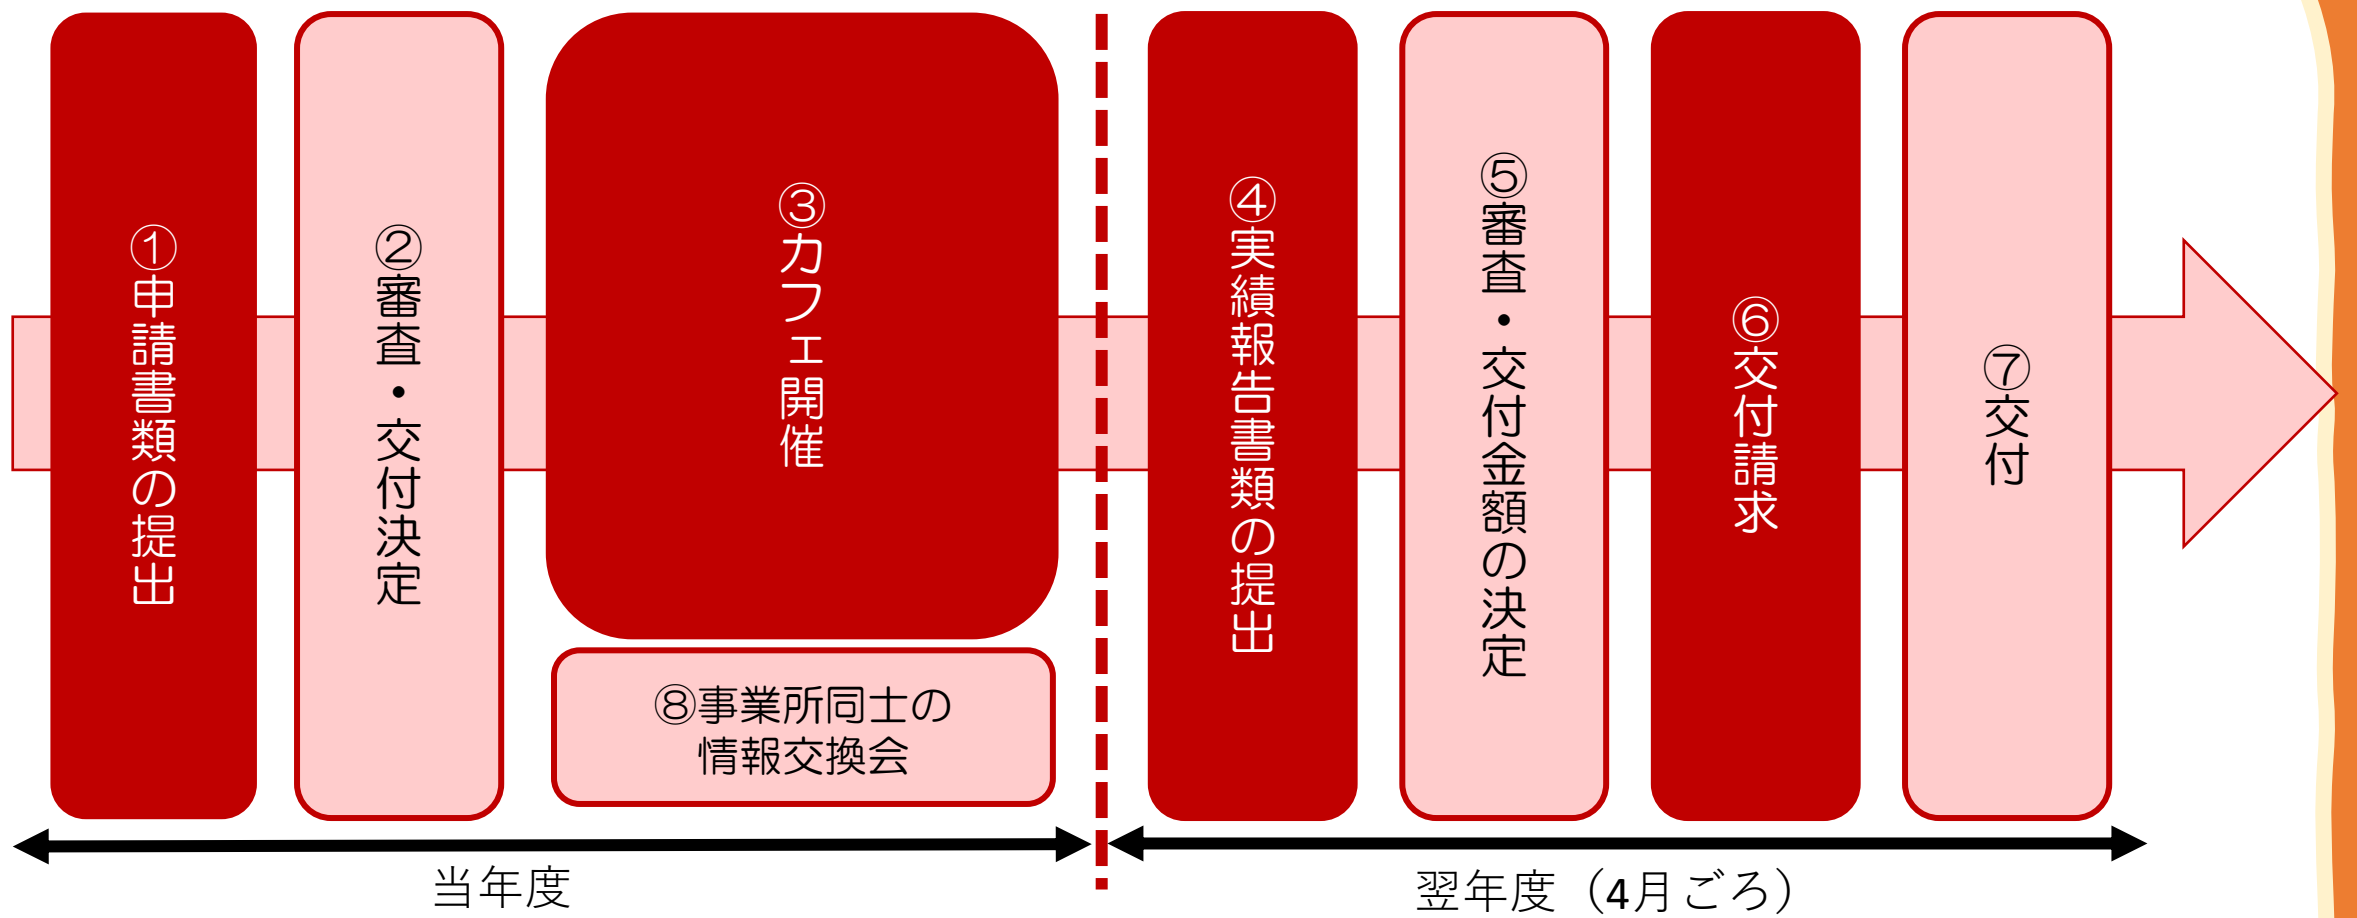 ①申請書類の提出
②審査・交付決定
③カフェ開催
⑧事業所同士の
情報交換会
④実績報告書類の提出
⑤審査・交付金額の決定
⑥交付請求
⑦交付
当年度
翌年度（4月ごろ）